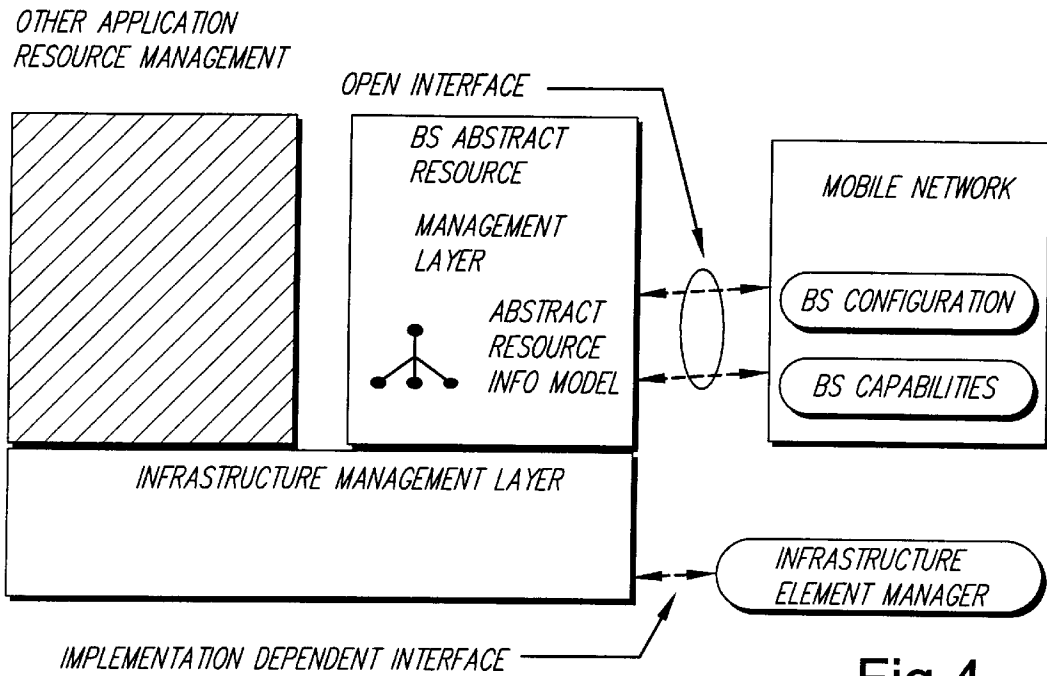 OTHER APPLICATION
RESOURCE MANAGEMENT
OPEN INTERFACE
BS ABSTRACT
RESOURCE
MANAGEMENT
LAYER
ABSTRACT
RESOURCE
INFO MODEL
MOBILE NETWORK
BS CONFIGURATION
BS CAPABILITIES
INFRASTRUCTURE MANAGEMENT LAYER
INFRASTRUCTURE
ELEMENT MANAGER
IMPLEMENTATION DEPENDENT INTERFACE
Fig 4